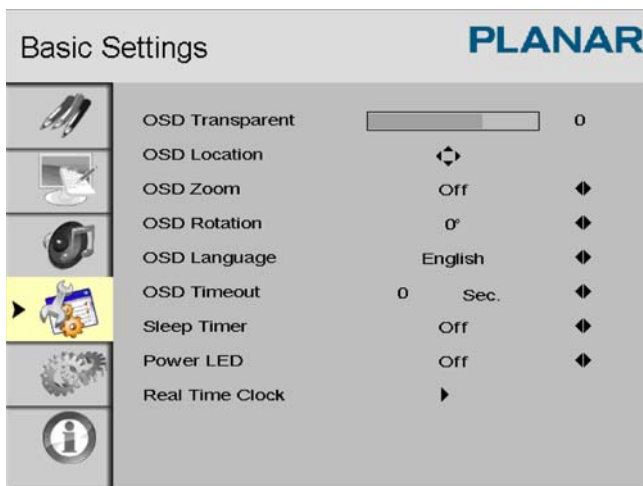 Basic Settings
PLANAR
OSD Transparent 0
OSD Location
OSD Zoom Off
OSD Rotation 0°
OSD Language English
OSD Timeout 0 Sec.
Sleep Timer Off
Power LED Off
Real Time Clock